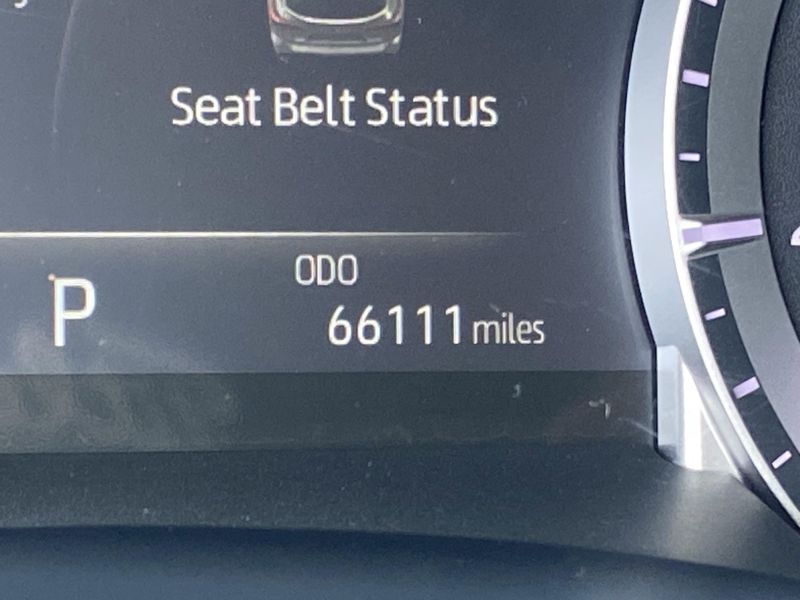 Seat Belt Status
ODO
P 66111 miles